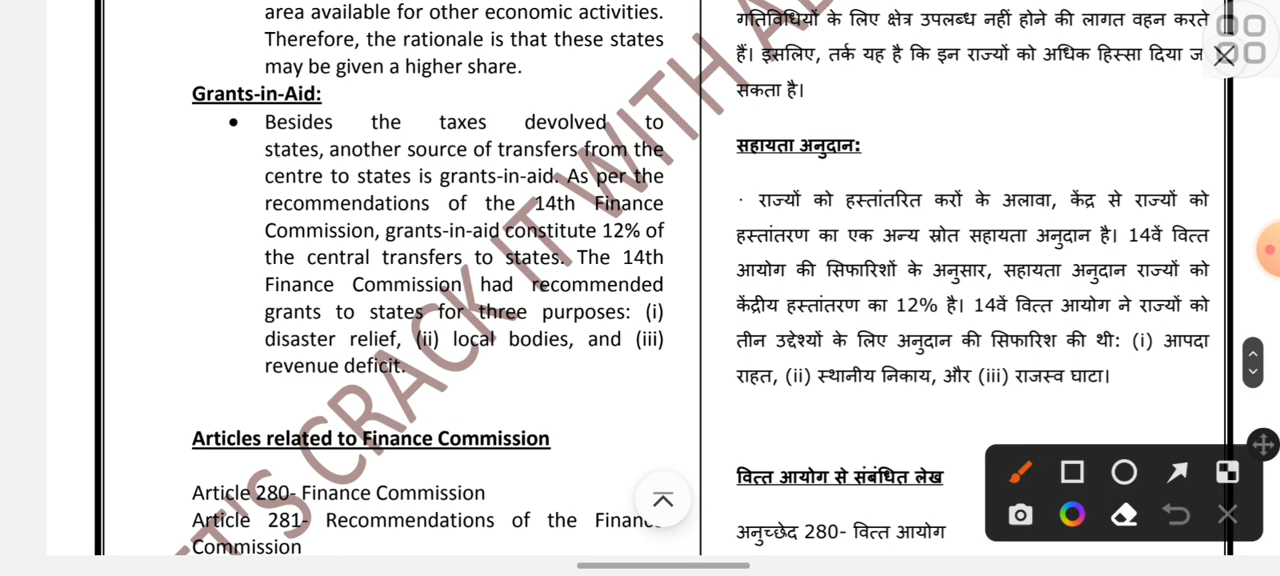 area available for other economic activities.
Therefore, the rationale is that these states
may be given a higher share.
Grants-in-Aid:
• Besides the taxes devolved to
states, another source of transfers from the
centre to states is grants-in-aid. As per the
recommendations of the 14th Finance
Commission, grants-in-aid constitute 12% of
the central transfers to states. The 14th
Finance Commission had recommended
grants to states for three purposes: (i)
disaster relief, (ii) local bodies, and (iii)
revenue deficit.
Articles related to Finance Commission
Article 280- Finance Commission
Article 281- Recommendations of the Finance
Commission
गतिविधियों के लिए क्षेत्र उपलब्ध नहीं होने की लागत वहन करते
हैं। इसलिए, तर्क यह है कि इन राज्यों को अधिक हिस्सा दिया ज
सकता है।
सहायता अनुदान:
· राज्यों को हस्तांतरित करों के अलावा, केंद्र से राज्यों को
हस्तांतरण का एक अन्य स्रोत सहायता अनुदान है। 14वें वित्त
आयोग की सिफारिशों के अनुसार, सहायता अनुदान राज्यों को
केंद्रीय हस्तांतरण का 12% है। 14वें वित्त आयोग ने राज्यों को
तीन उद्देश्यों के लिए अनुदान की सिफारिश की थी: (i) आपदा
राहत, (ii) स्थानीय निकाय, और (iii) राजस्व घाटा।
वित्त आयोग से संबंधित लेख
अनुच्छेद 280- वित्त आयोग
LET'S CRACK IT WITH A